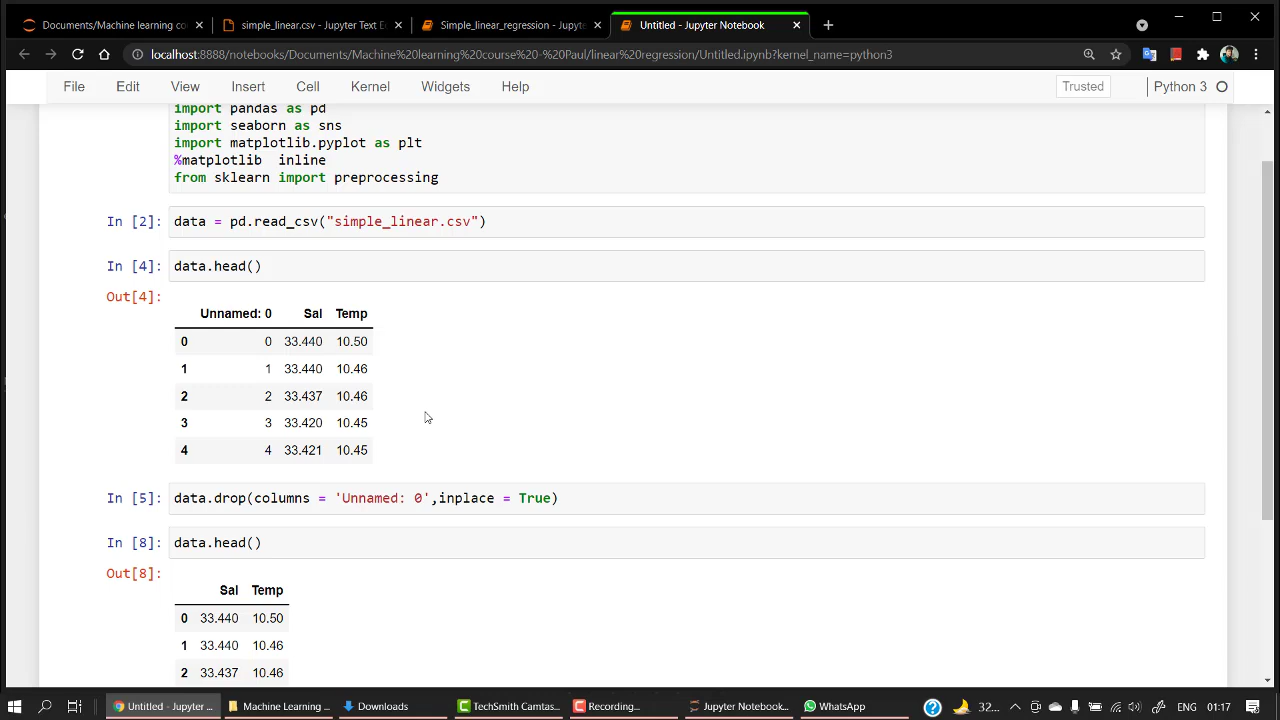 Documents/Machine learning co
simple_linear.csv - Jupyter Text E
Simple_linear_regression - Jupyte
Untitled - Jupyter Notebook
localhost:8888/notebooks/Documents/Machine%20learning%20course%20-%20Paul/linear%20regression/Untitled.ipynb?kernel_name=python3
File Edit View Insert Cell Kernel Widgets Help Trusted Python 3
import pandas as pd
import seaborn as sns
import matplotlib.pyplot as plt
%matplotlib  inline
from sklearn import preprocessing
In [2]: data = pd.read_csv("simple_linear.csv")
In [4]: data.head()
Out[4]:
Unnamed: 0 Sal Temp
0 0 33.440 10.50
1 1 33.440 10.46
2 2 33.437 10.46
3 3 33.420 10.45
4 4 33.421 10.45
In [5]: data.drop(columns = 'Unnamed: 0',inplace = True)
In [8]: data.head()
Out[8]:
Sal Temp
0 33.440 10.50
1 33.440 10.46
2 33.437 10.46
Untitled - Jupyter ... Machine Learning ... Downloads TechSmith Camtas... Recording... Jupyter Notebook... WhatsApp 32... ENG 01:17